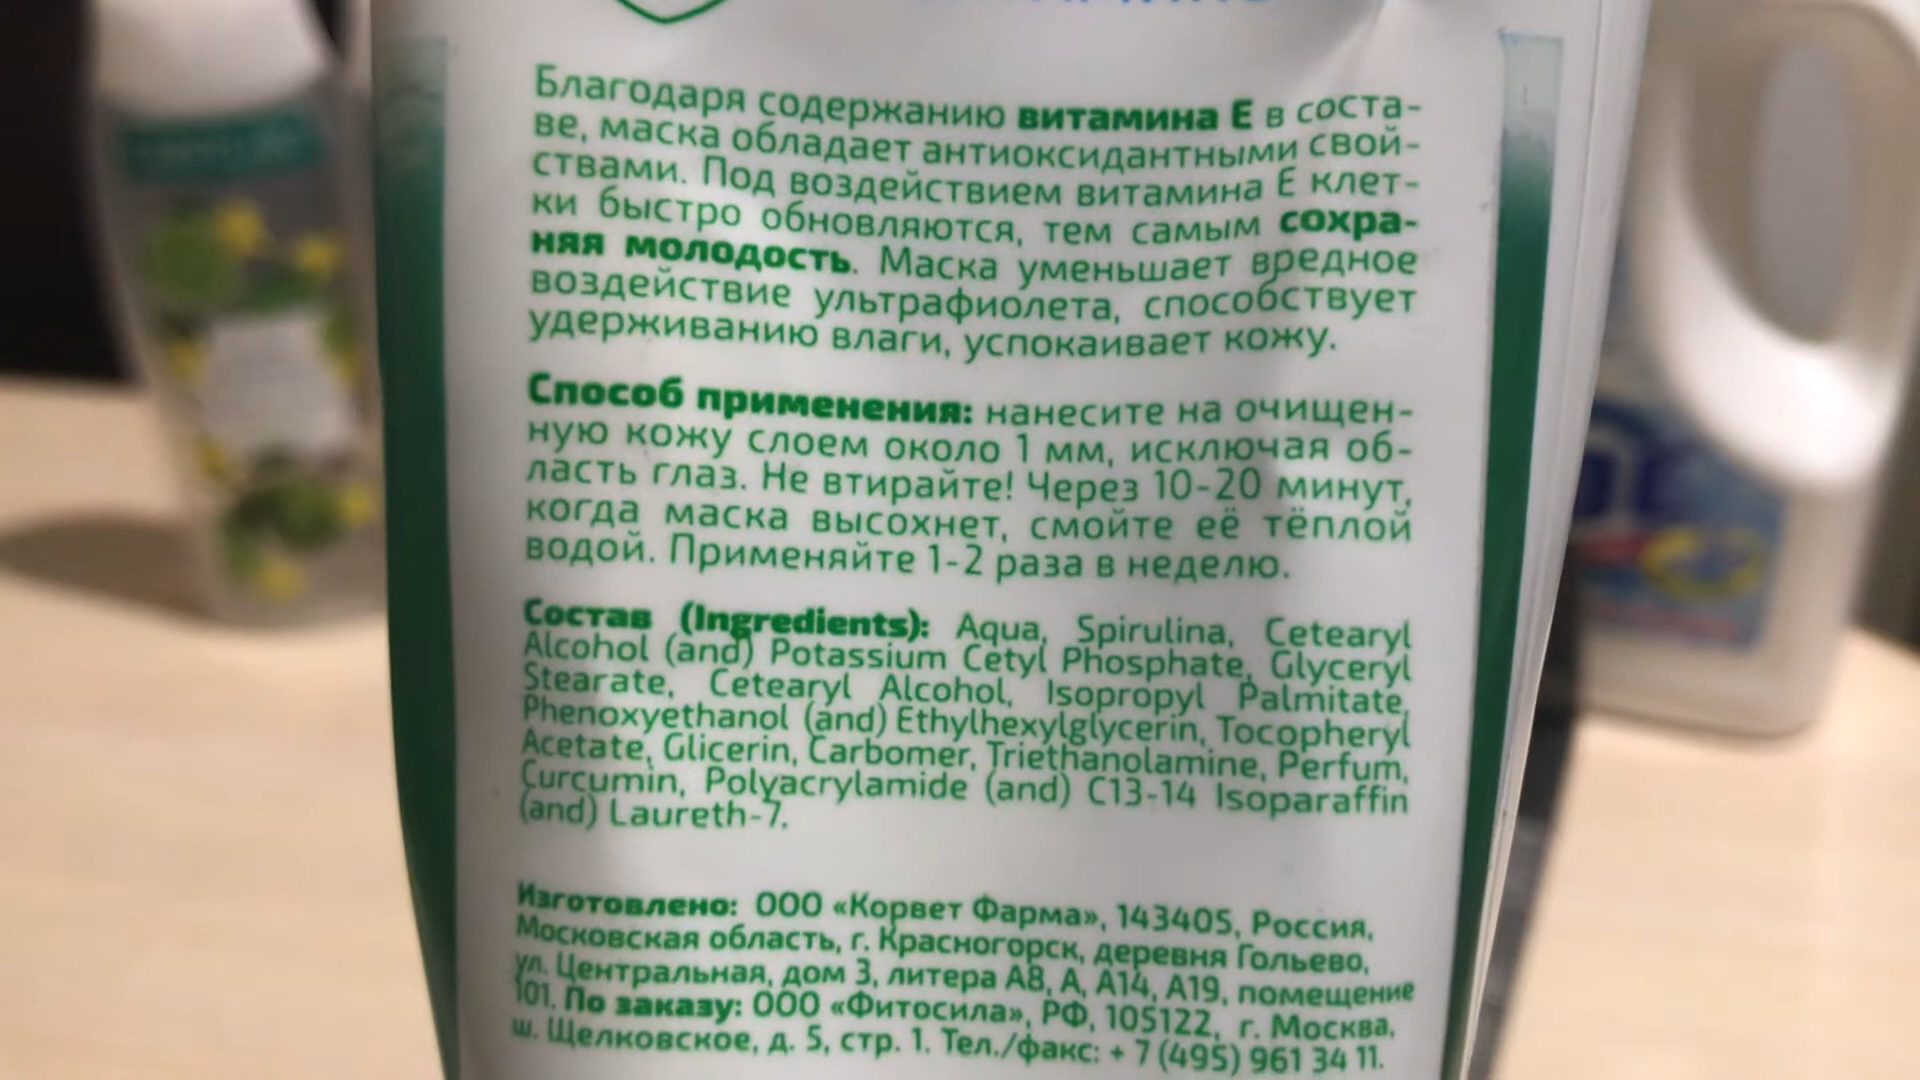 Благодаря содержанию витамина Е в соста-
ве, маска обладает антиоксидантными свой-
ствами. Под воздействием витамина Е клет-
ки быстро обновляются, тем самым сохра-
няя молодость. Маска уменьшает вредное
воздействие ультрафиолета, способствует
удерживанию влаги, успокаивает кожу.
Способ применения: нанесите на очищен-
ную кожу слоем около 1 мм, исключая об-
ласть глаз. Не втирайте! Через 10-20 минут,
когда маска высохнет, смойте её тёплой
водой. Применяйте 1-2 раза в неделю.
Состав (Ingredients): Aqua, Spirulina, Cetearyl
Alcohol (and) Potassium Cetyl Phosphate, Glyceryl
Stearate, Cetearyl Alcohol, Isopropyl Palmitate,
Phenoxyethanol (and) Ethylhexylglycerin, Tocopheryl
Acetate, Glicerin, Carbomer, Triethanolamine, Perfum,
Curcumin, Polyacrylamide (and) C13-14 Isoparaffin
(and) Laureth-7.
Изготовлено: ООО «Корвет Фарма», 143405, Россия,
Московская область, г. Красногорск, деревня Гольево,
ул. Центральная, дом 3, литера А8, А, А14, А19, помещение
101. По заказу: ООО «Фитосила», РФ, 105122, г. Москва,
ш. Щелковское, д. 5, стр. 1. Тел./факс: + 7 (495) 961 34 11.